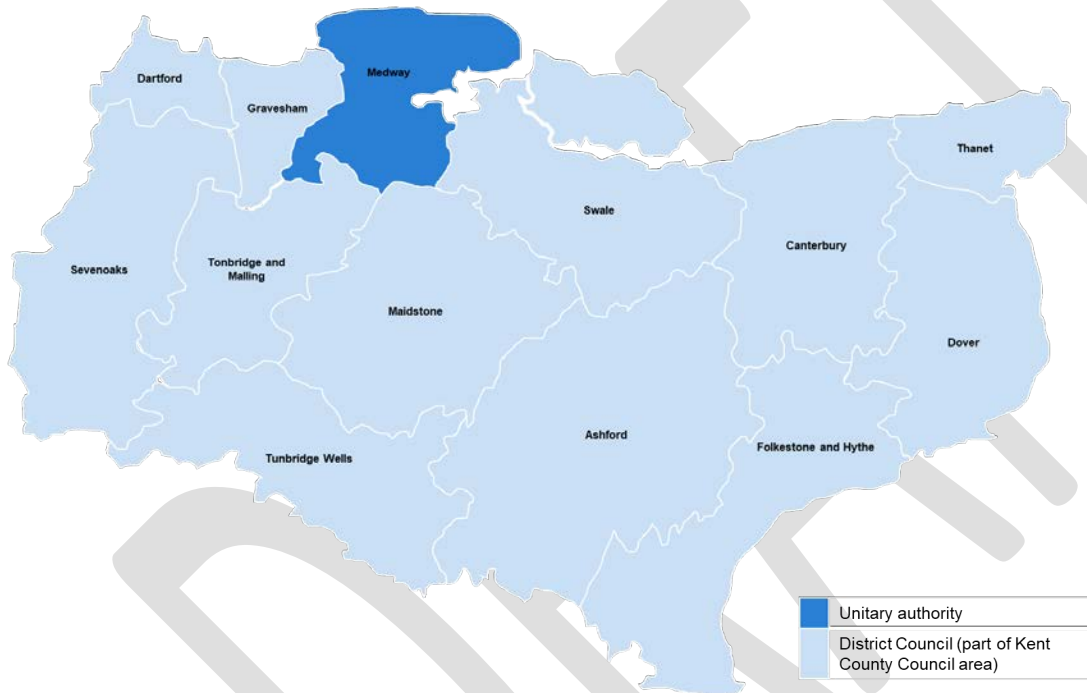 Medway
Dartford
Gravesham
Thanet
Swale
Canterbury
Sevenoaks
Tonbridge and
Malling
Maidstone
Dover
Ashford
Folkestone and Hythe
Tunbridge Wells
Unitary authority
District Council (part of Kent
County Council area)